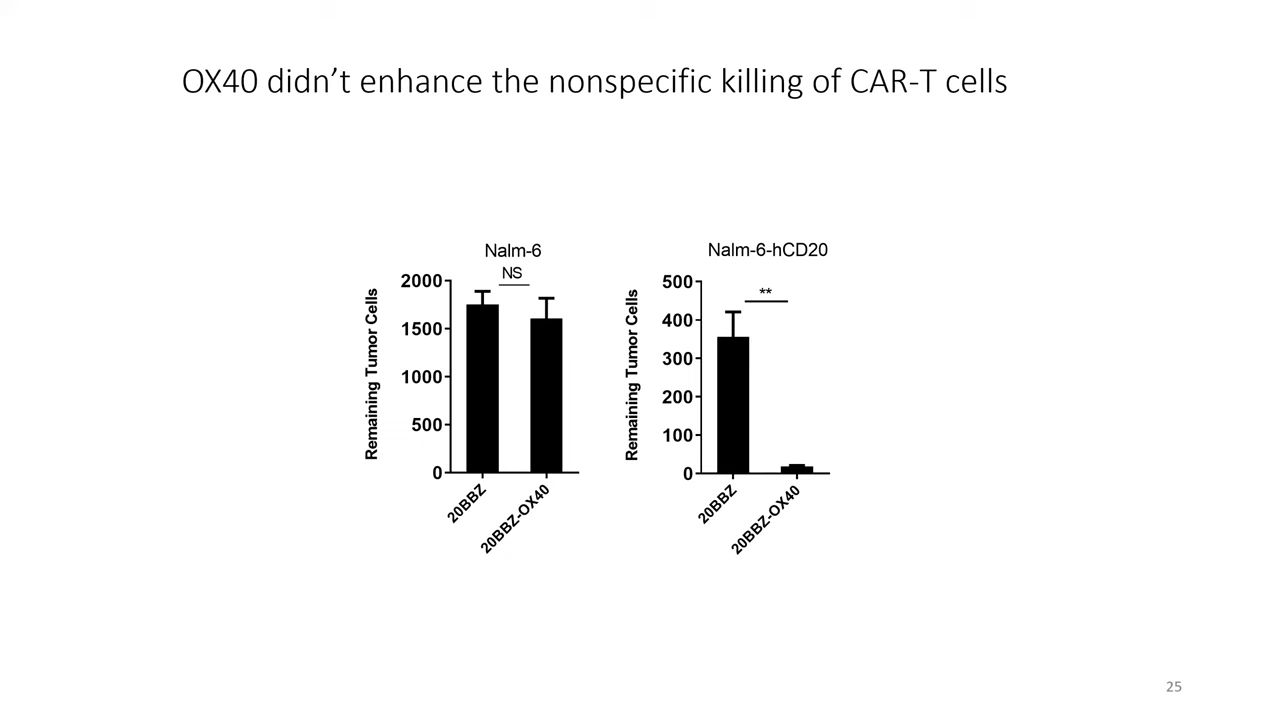 OX40 didn’t enhance the nonspecific killing of CAR-T cells
Nalm-6
NS
Remaining Tumor Cells
2000
1500
1000
500
0
20BBZ
20BBZ-OX40
Nalm-6-hCD20
**
Remaining Tumor Cells
500
400
300
200
100
0
20BBZ
20BBZ-OX40
25